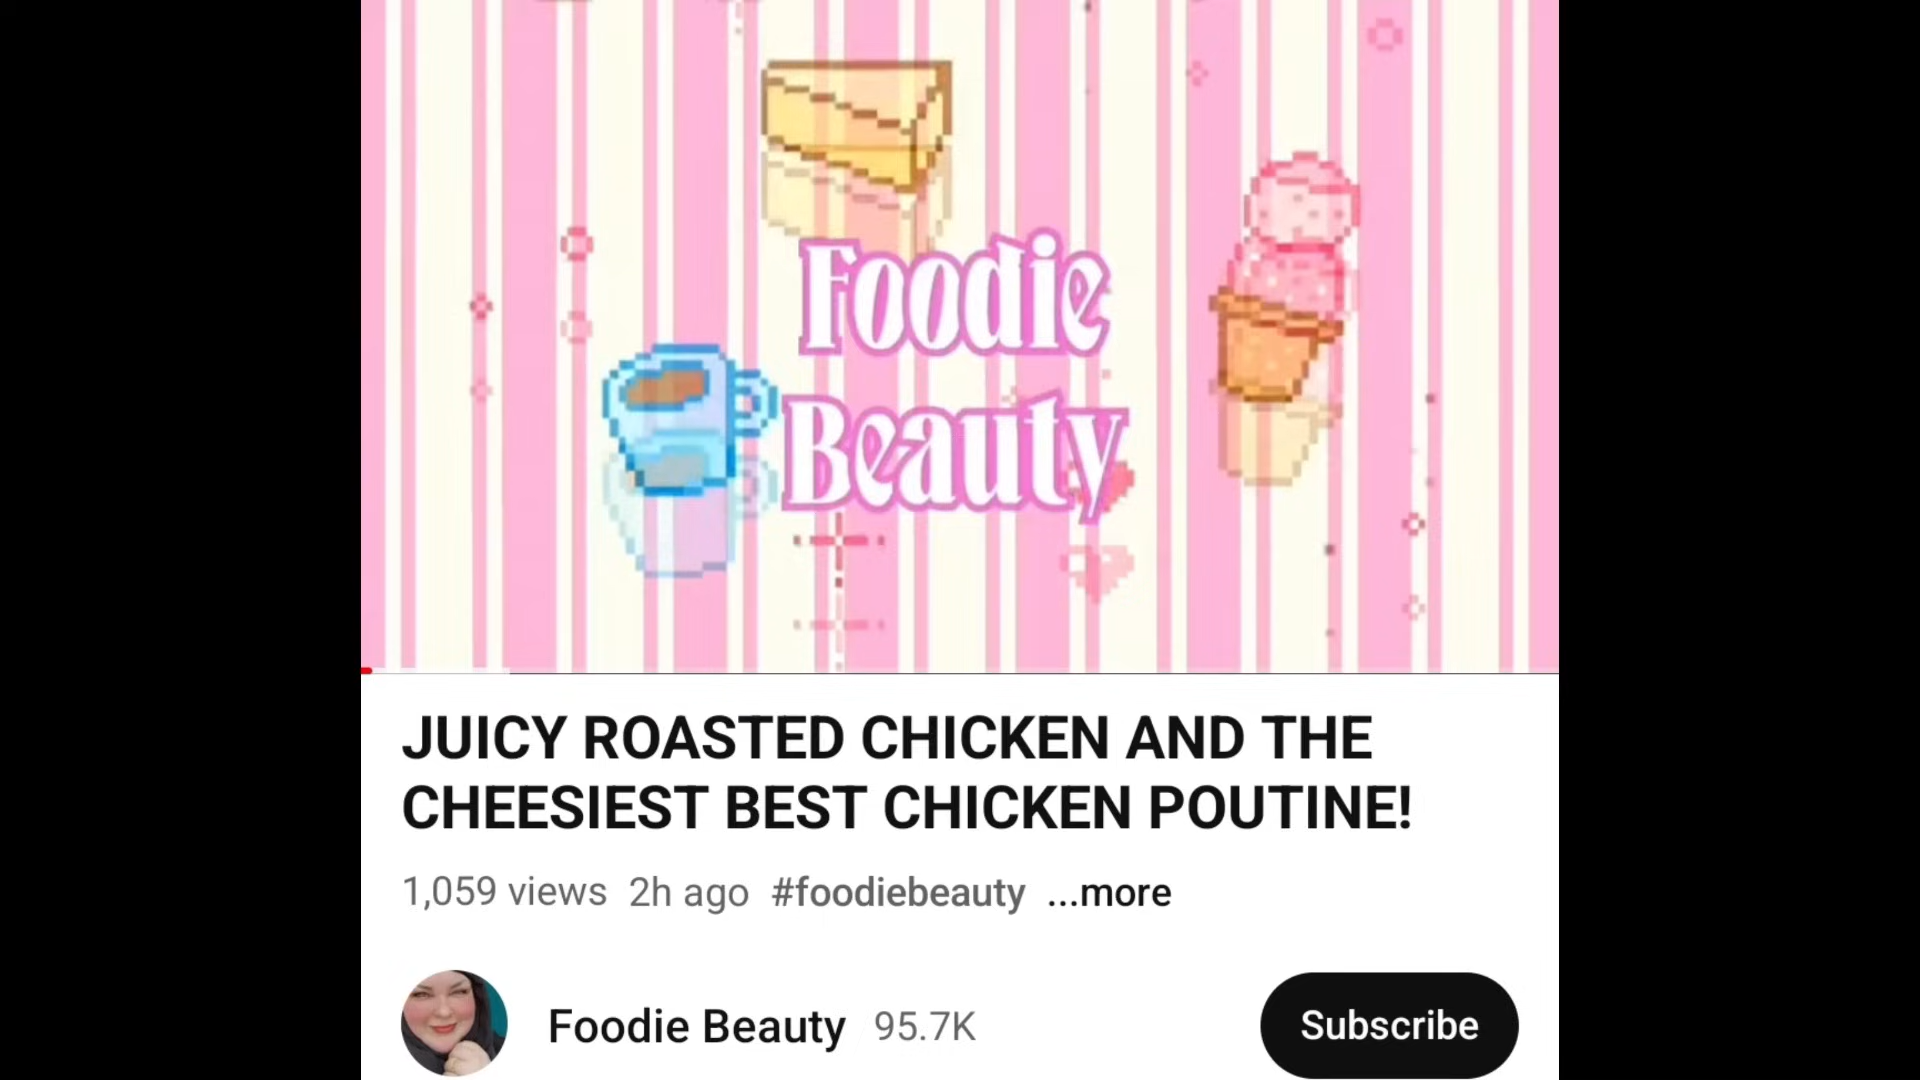 Foodie
Beauty
JUICY ROASTED CHICKEN AND THE
CHEESIEST BEST CHICKEN POUTINE!
1,059 views 2h ago #foodiebeauty ...more
Foodie Beauty 95.7K Subscribe